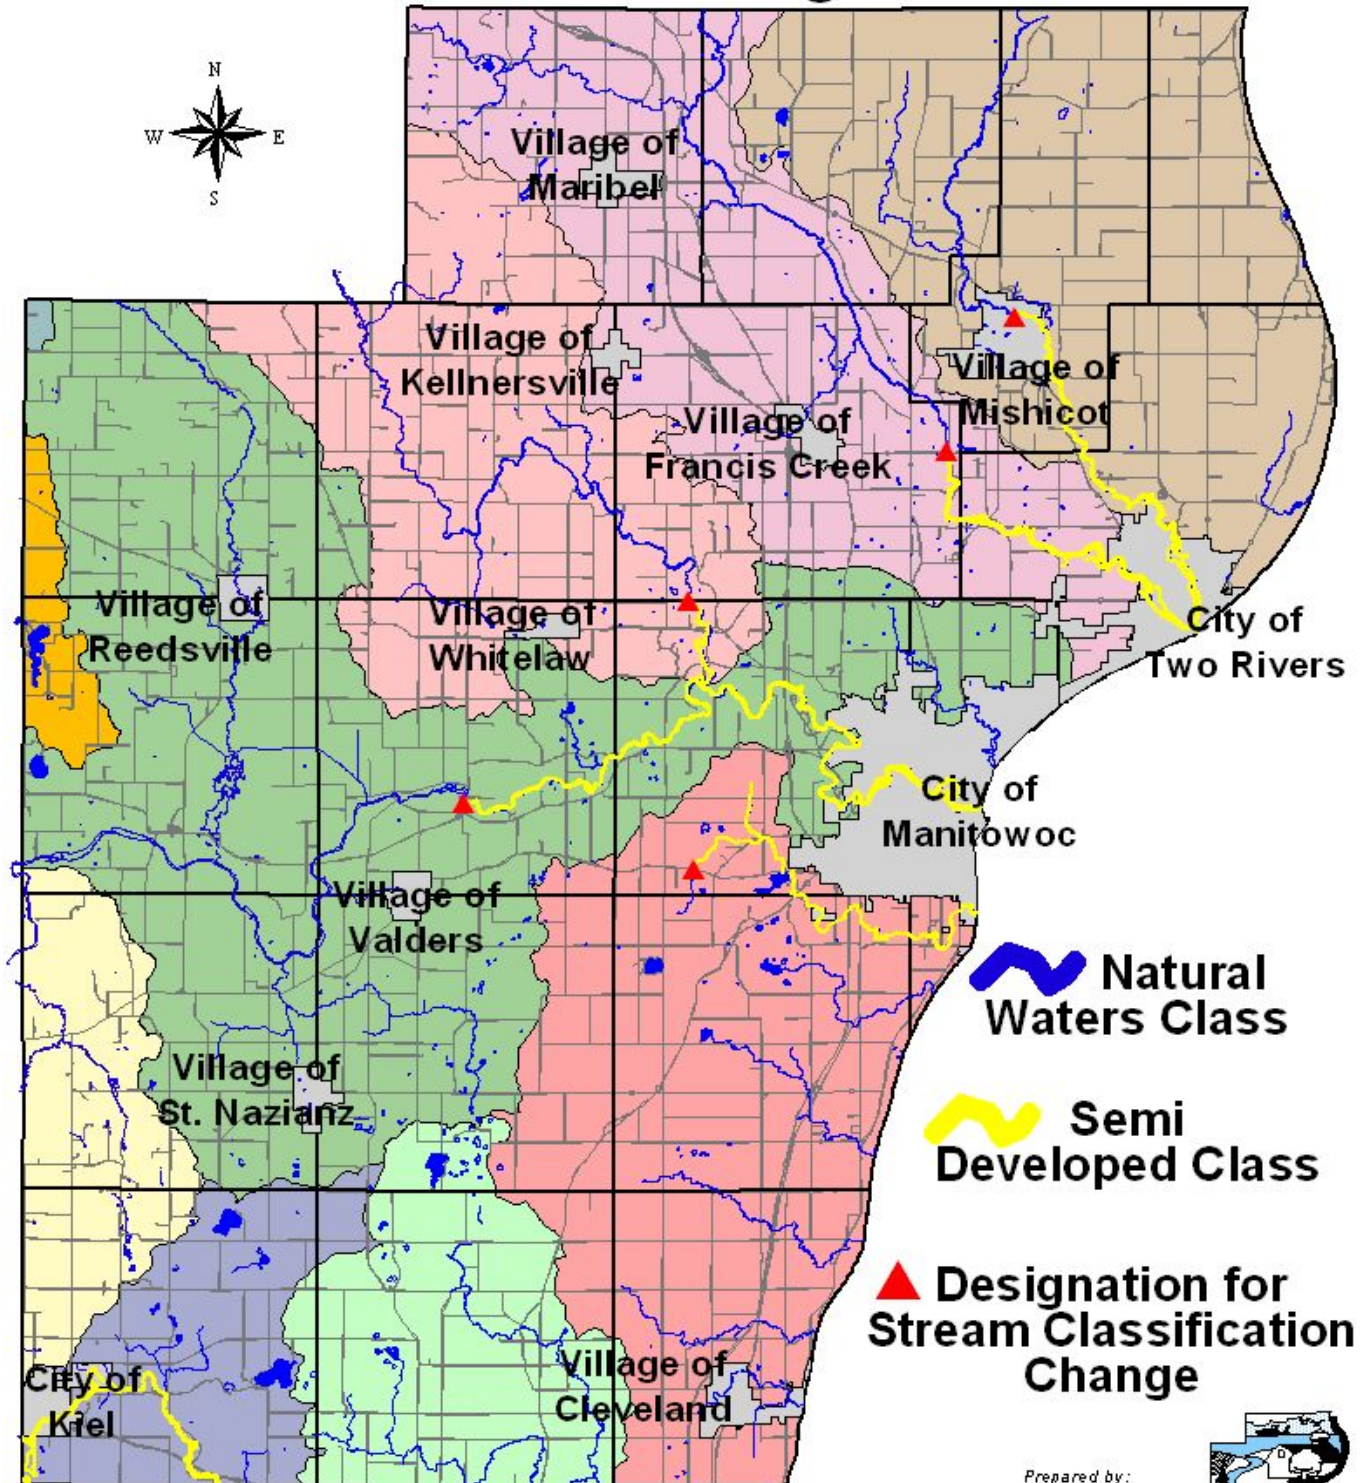 N
W E
S
Village of
Maribel
Village of
Kellnersville
Village of
Francis Creek
Village of
Mishicot
Village of
Reedsville
Village of
Whitelaw
City of
Two Rivers
City of
Manitowoc
Village of
Valders
Natural
Waters Class
Village of
St. Nazianz
Semi
Developed Class
Designation for
Stream Classification
Change
City of
Kiel
Village of
Cleveland
Prepared by: